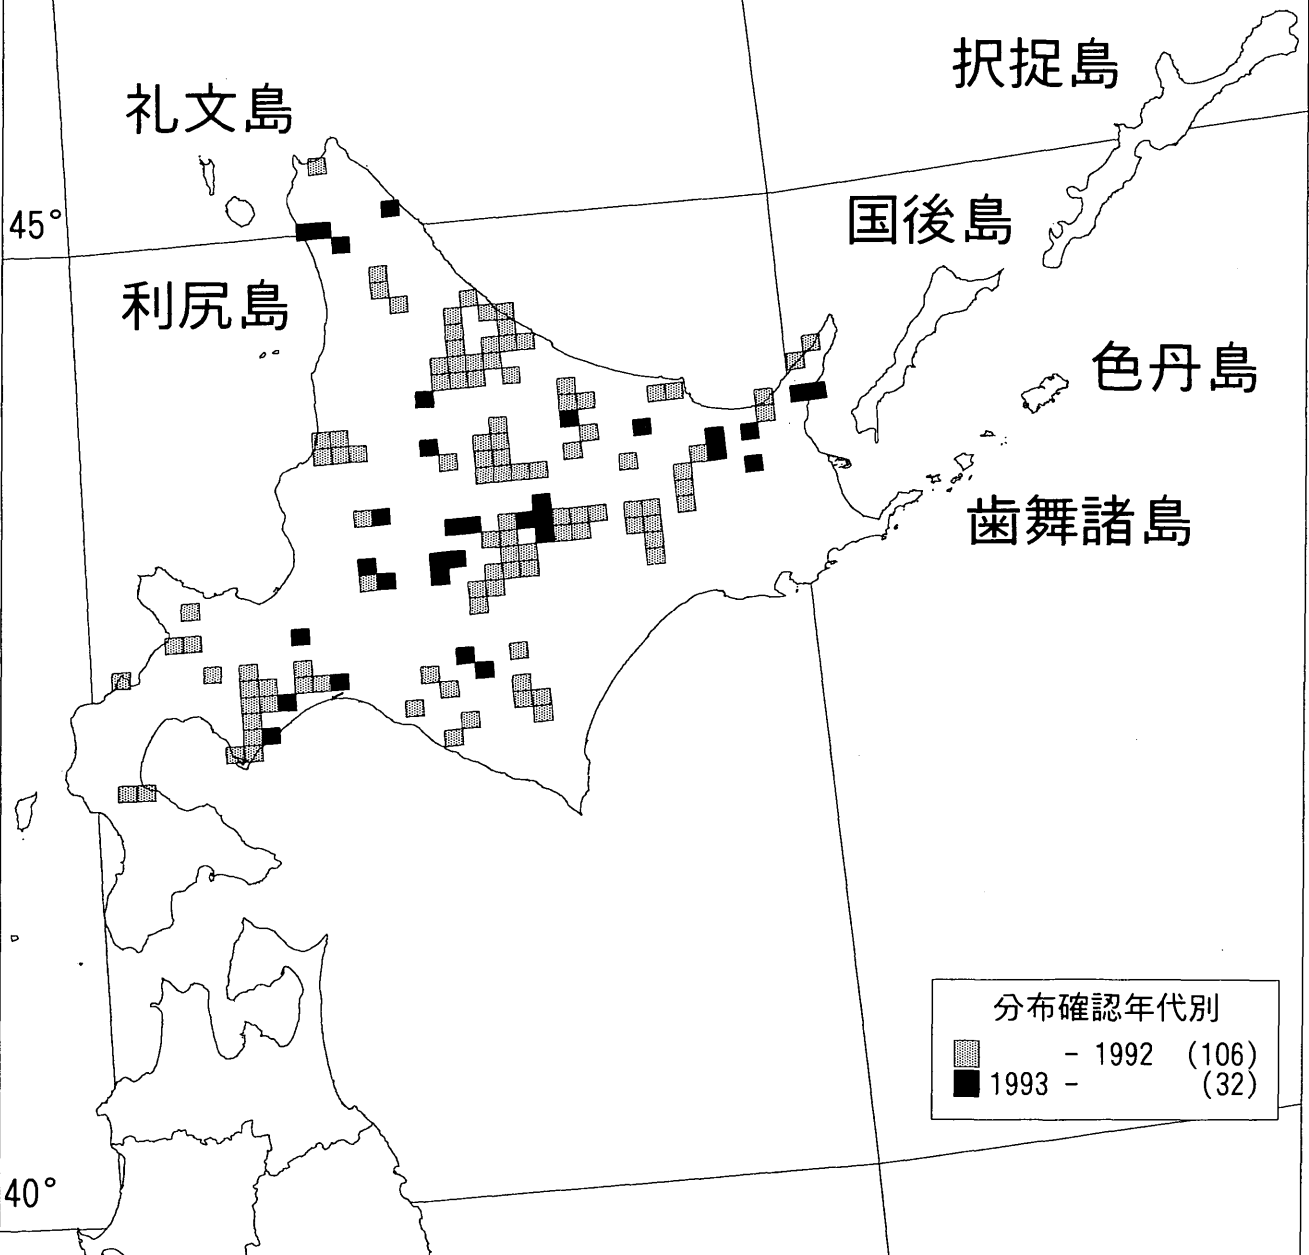 択捉島
礼文島
国後島
45°
利尻島
色丹島
歯舞諸島
分布確認年代別
- 1992 (106)
1993 - (32)
40°